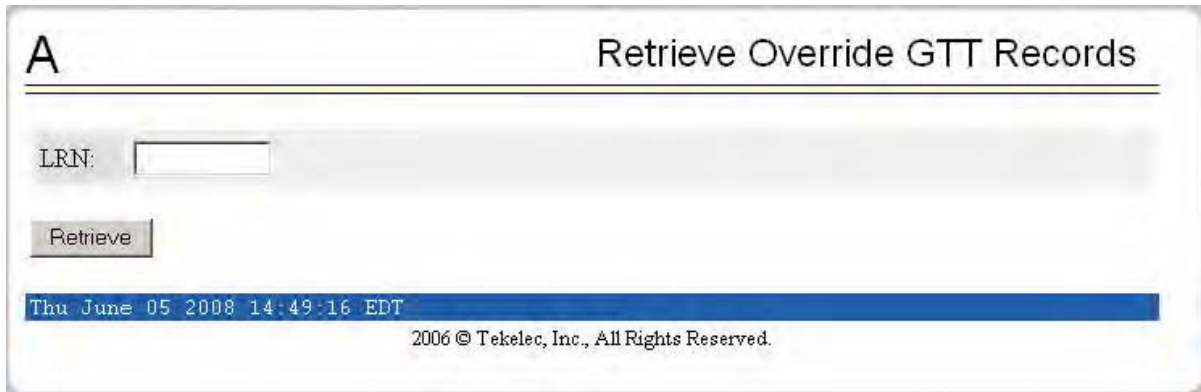 A
Retrieve Override GTT Records
LRN:
Retrieve
Thu June 05 2008 14:49:16 EDT
2006 © Tekelec, Inc., All Rights Reserved.